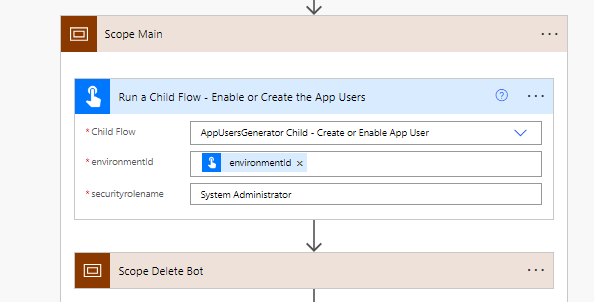 Scope Main
Run a Child Flow - Enable or Create the App Users
* Child Flow
AppUsersGenerator Child - Create or Enable App User
* environmentId
environmentId ×
* securityrolename
System Administrator
Scope Delete Bot